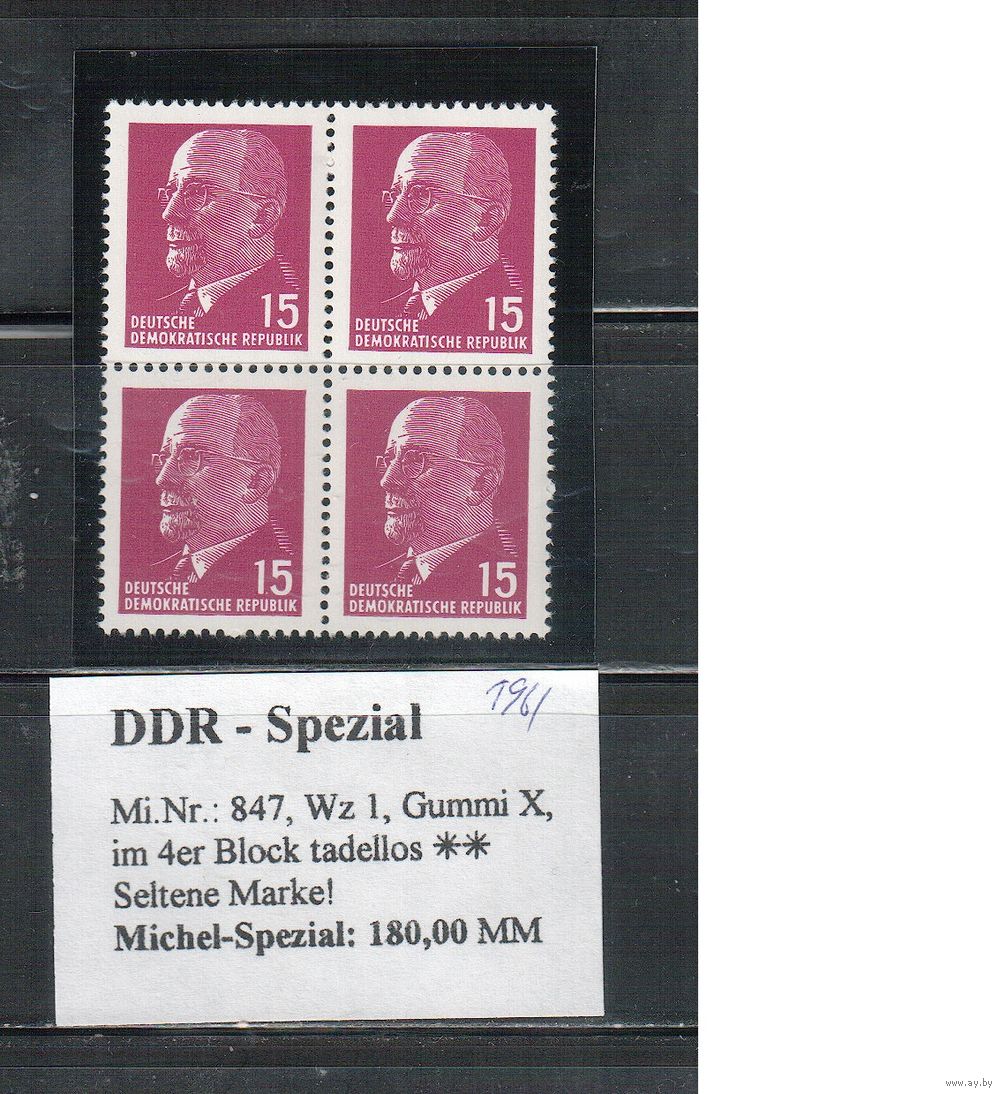 15 15
DEUTSCHE DEUTSCHE
DEMOKRATISCHE REPUBLIK DEMOKRATISCHE REPUBLIK
15 15
DEUTSCHE DEUTSCHE
DEMOKRATISCHE REPUBLIK DEMOKRATISCHE REPUBLIK
1961
DDR - Spezial
Mi.Nr.: 847, Wz 1, Gummi X,
im 4er Block tadellos ✳✳
Seltene Marke!
Michel-Spezial: 180,00 MM
www.ay.by